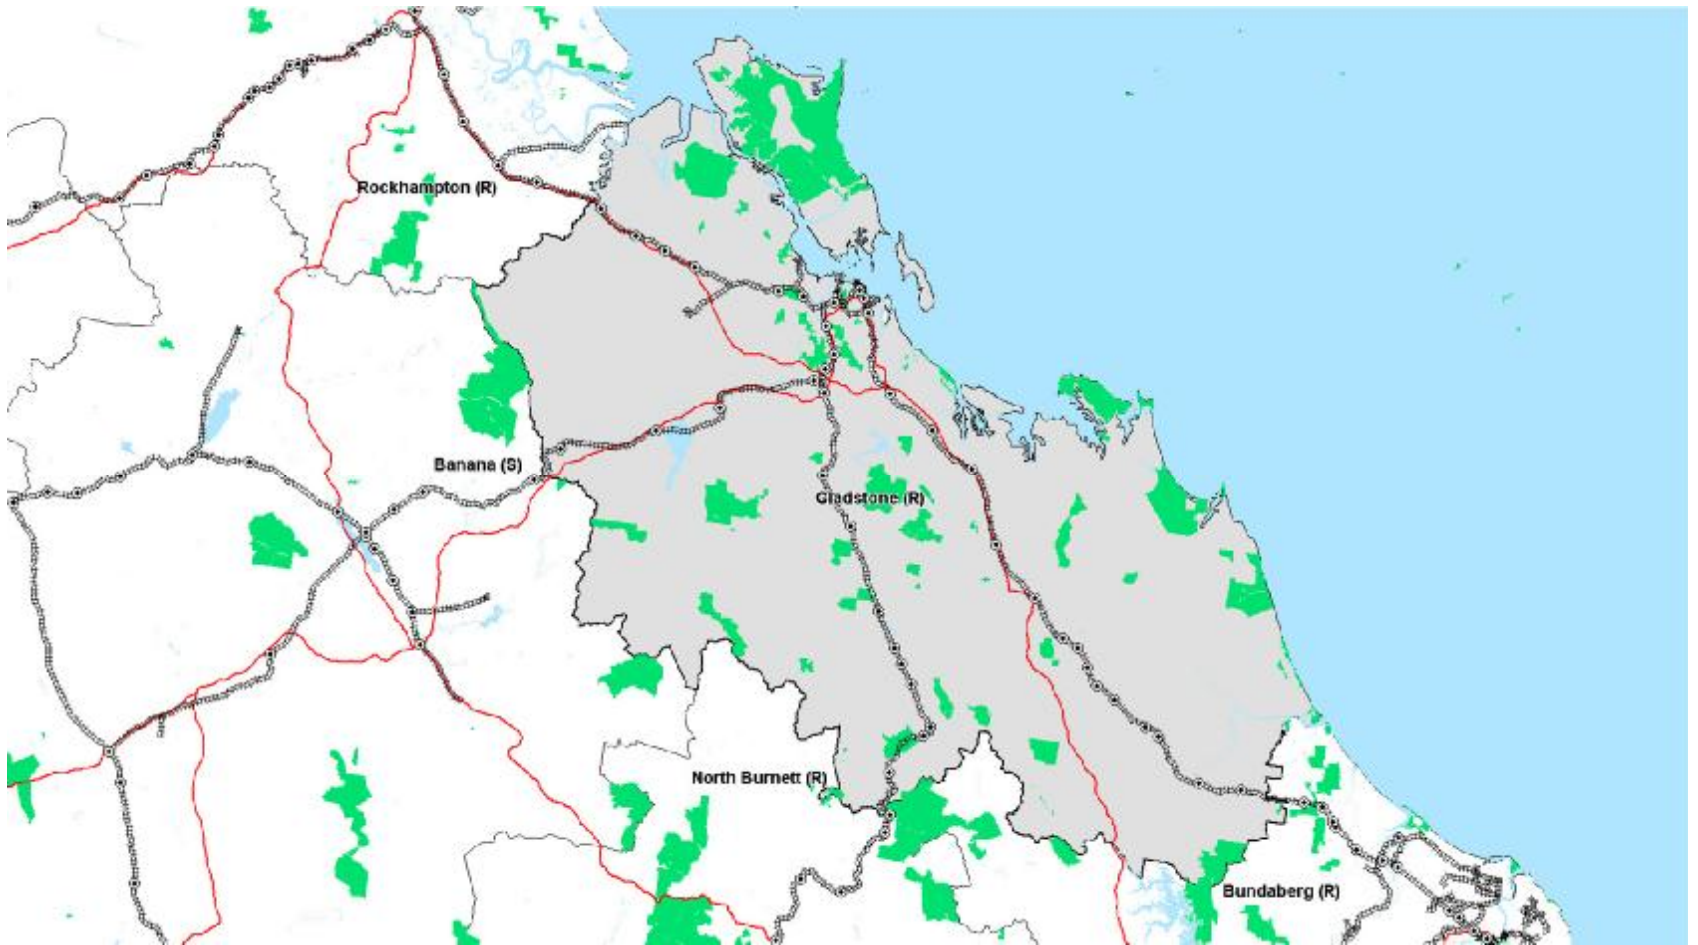 Rockhampton (R)
Banana (S)
Gladstone (R)
North Burnett (R)
Bundaberg (R)